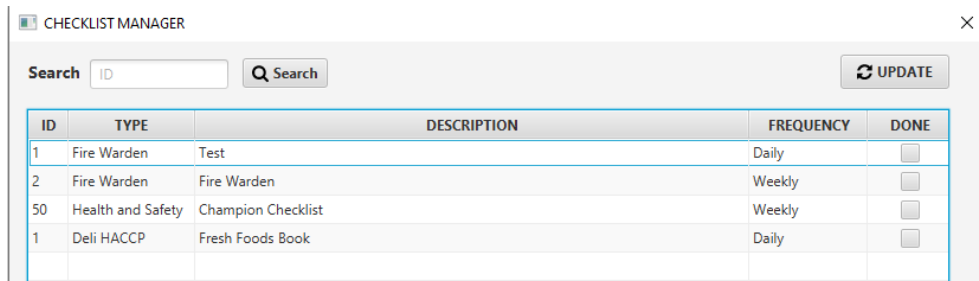 CHECKLIST MANAGER
Search ID Search UPDATE
ID TYPE DESCRIPTION FREQUENCY DONE
1 Fire Warden Test Daily
2 Fire Warden Fire Warden Weekly
50 Health and Safety Champion Checklist Weekly
1 Deli HACCP Fresh Foods Book Daily